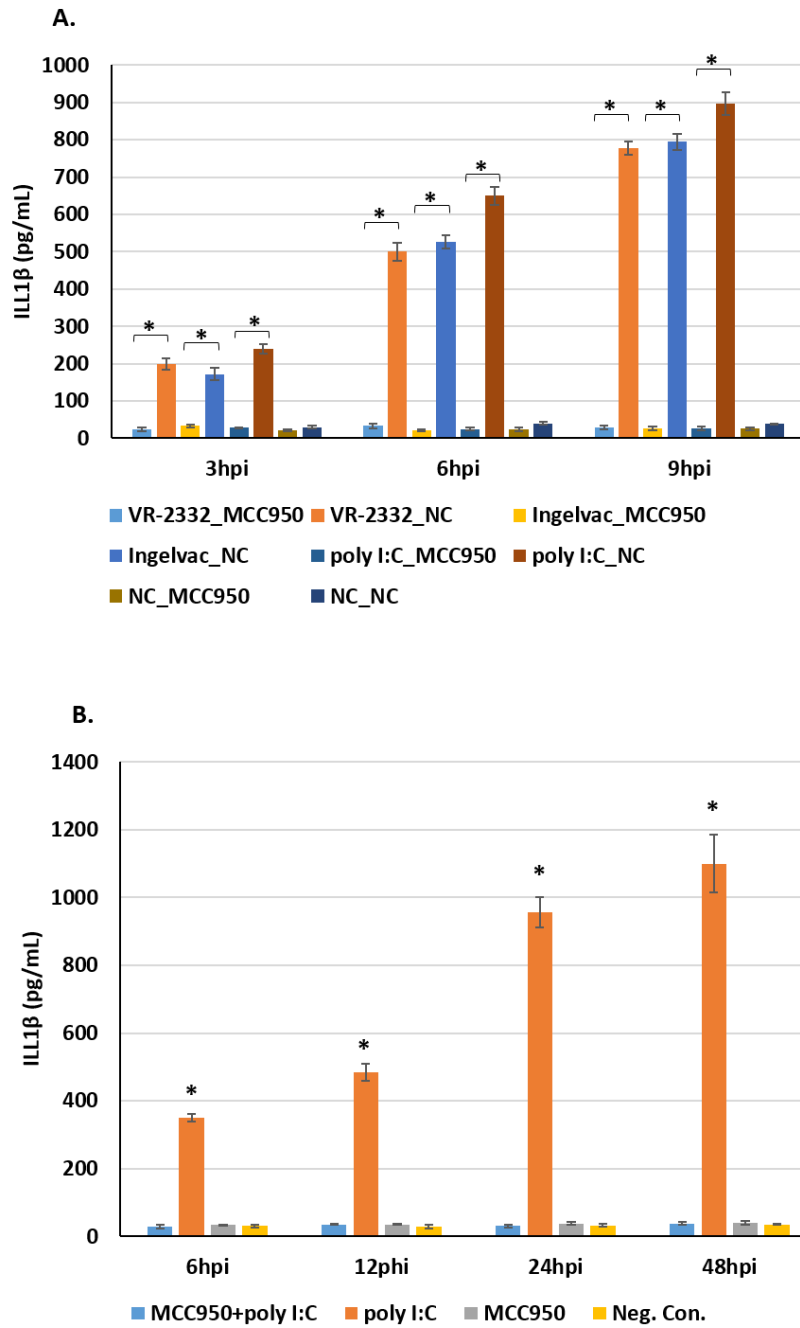 A.
ILL1β (pg/mL)
1000
900
800
700
600
500
400
300
200
100
0
* * *
* * *
* * *
3hpi 6hpi 9hpi
VR-2332_MCC950 VR-2332_NC Ingelvac_MCC950
Ingelvac_NC poly I:C_MCC950 poly I:C_NC
NC_MCC950 NC_NC
B.
ILL1β (pg/mL)
1400
1200
1000
800
600
400
200
0
* * * *
6hpi 12phi 24hpi 48hpi
MCC950+poly I:C poly I:C MCC950 Neg. Con.